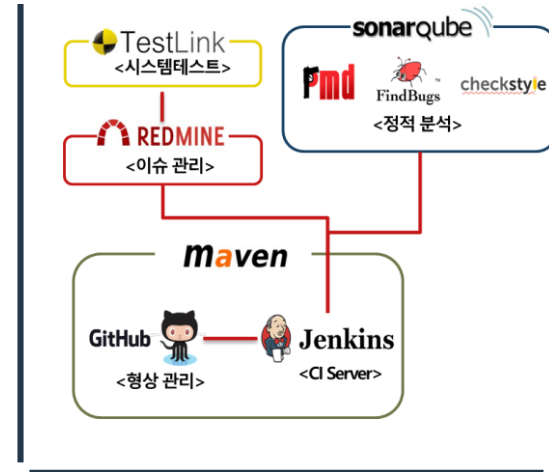 TestLink
<시스템테스트>
sonarqube
pmd
FindBugs™
checkstyle
<정적 분석>
REDMINE
<이슈 관리>
maven
GitHub
Jenkins
<형상 관리>
<CI Server>